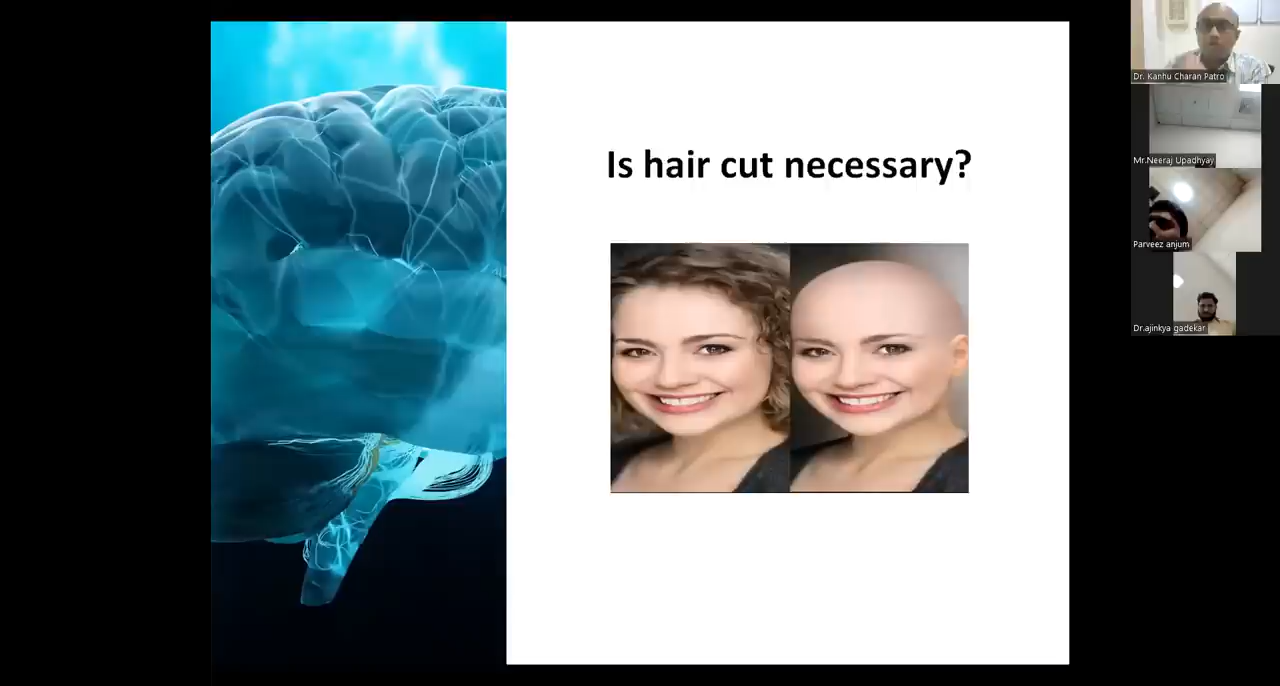 Is hair cut necessary?
Dr. Kanhu Charan Patro
Mr.Neeraj Upadhyay
Parveez anjum
Dr.ajinkya gadekar